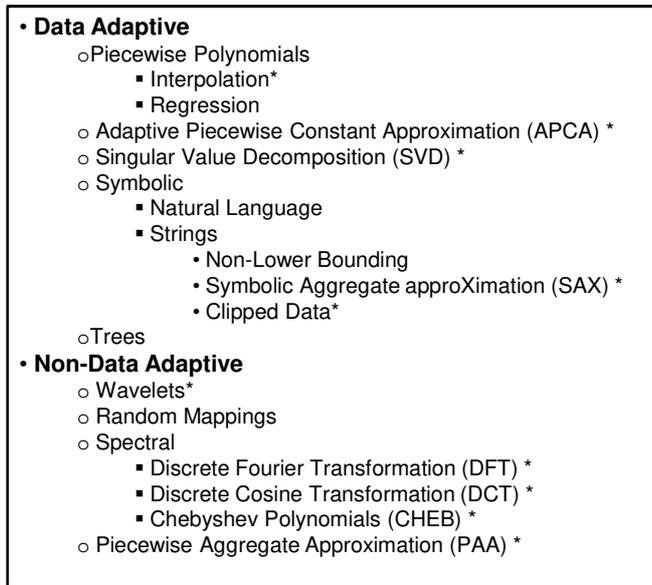 • Data Adaptive
oPiecewise Polynomials
▪ Interpolation*
▪ Regression
o Adaptive Piecewise Constant Approximation (APCA) *
o Singular Value Decomposition (SVD) *
o Symbolic
▪ Natural Language
▪ Strings
• Non-Lower Bounding
• Symbolic Aggregate approXimation (SAX) *
• Clipped Data*
oTrees
• Non-Data Adaptive
o Wavelets*
o Random Mappings
o Spectral
▪ Discrete Fourier Transformation (DFT) *
▪ Discrete Cosine Transformation (DCT) *
▪ Chebyshev Polynomials (CHEB) *
o Piecewise Aggregate Approximation (PAA) *